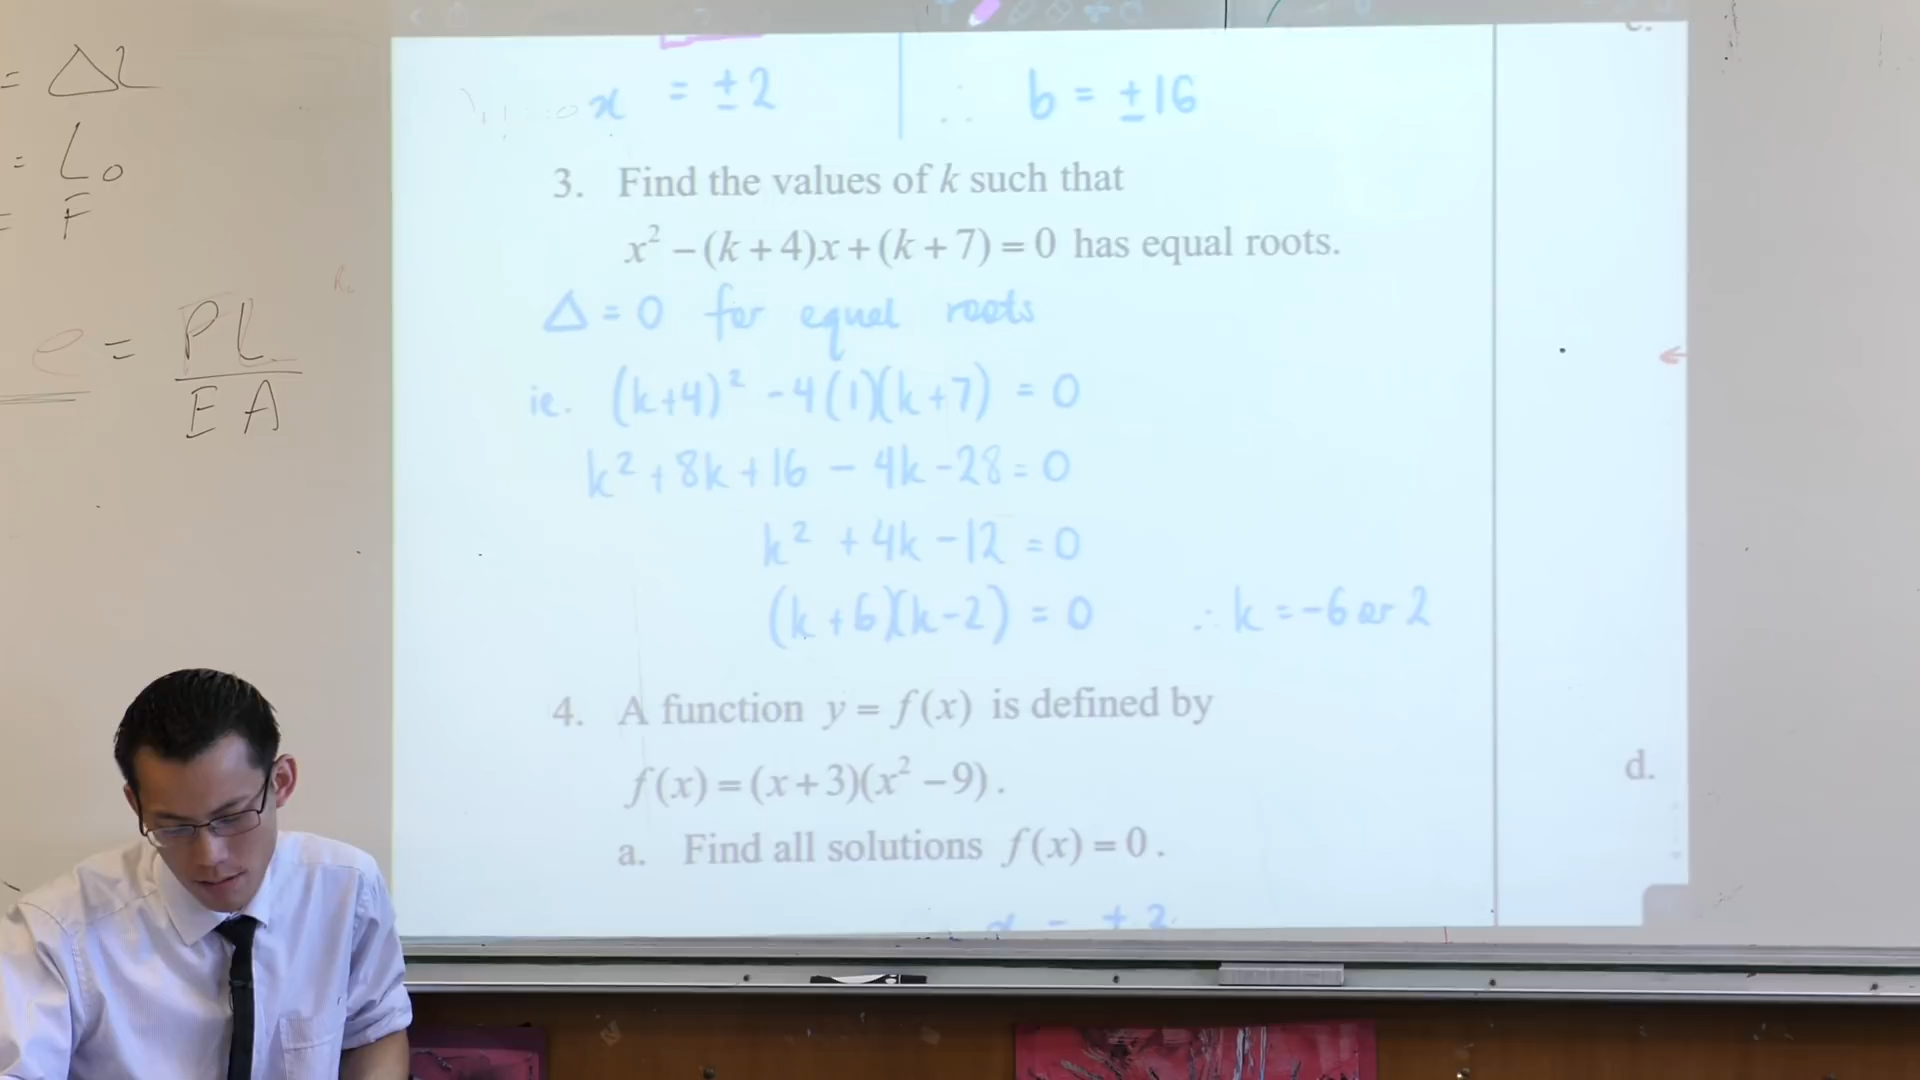 = ΔL
= L₀
= F
e = PL
EA
x = ±2
∴ b = ±16
3. Find the values of k such that
x² − (k + 4)x + (k + 7) = 0 has equal roots.
Δ = 0 for equal roots
ie. (k+4)² − 4(1)(k+7) = 0
k² + 8k + 16 − 4k − 28 = 0
k² + 4k − 12 = 0
(k + 6)(k − 2) = 0 ∴ k = −6 or 2
4. A function y = f(x) is defined by
f(x) = (x + 3)(x² − 9).
a. Find all solutions f(x) = 0.
d.